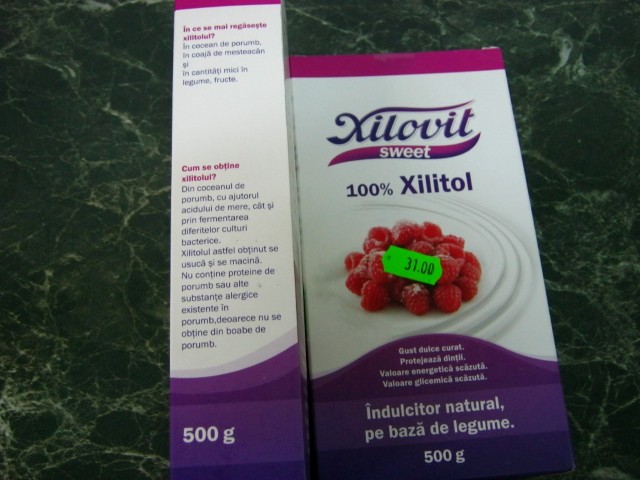 În ce se mai regăsește
xilitolul?
În cocean de porumb,
în coajă de mesteacăn
și
în cantități mici în
legume, fructe.
Cum se obține
xilitolul?
Din coceanul de
porumb, cu ajutorul
acidului de mere, cât și
prin fermentarea
diferitelor culturi
bacterice.
Xilitolul astfel obținut se
usucă și se macină.
Nu conține proteine de
porumb sau alte
substanțe alergice
existente în
porumb,deoarece nu se
obține din boabe de
porumb.
500 g
Xilovit
sweet
100% Xilitol
31.00
Gust dulce curat.
Protejează dinții.
Valoare energetică scăzută.
Valoare glicemică scăzută.
Îndulcitor natural,
pe bază de legume.
500 g